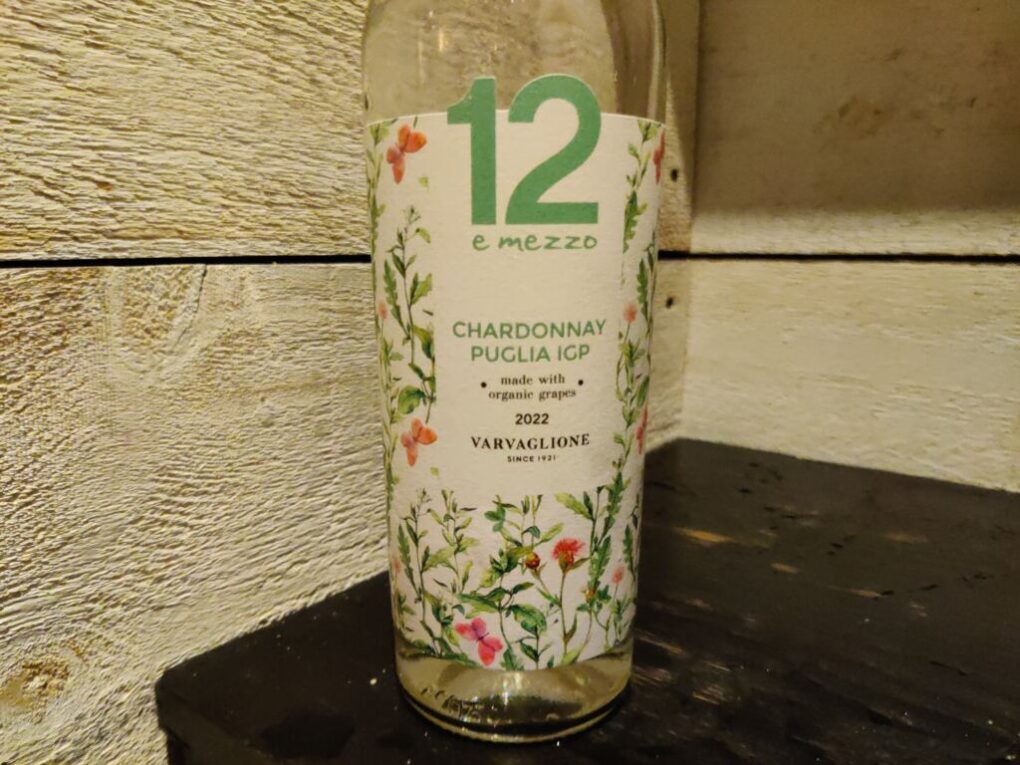 12
e mezzo
CHARDONNAY
PUGLIA IGP
• made with •
organic grapes
2022
VARVAGLIONE
SINCE 1921